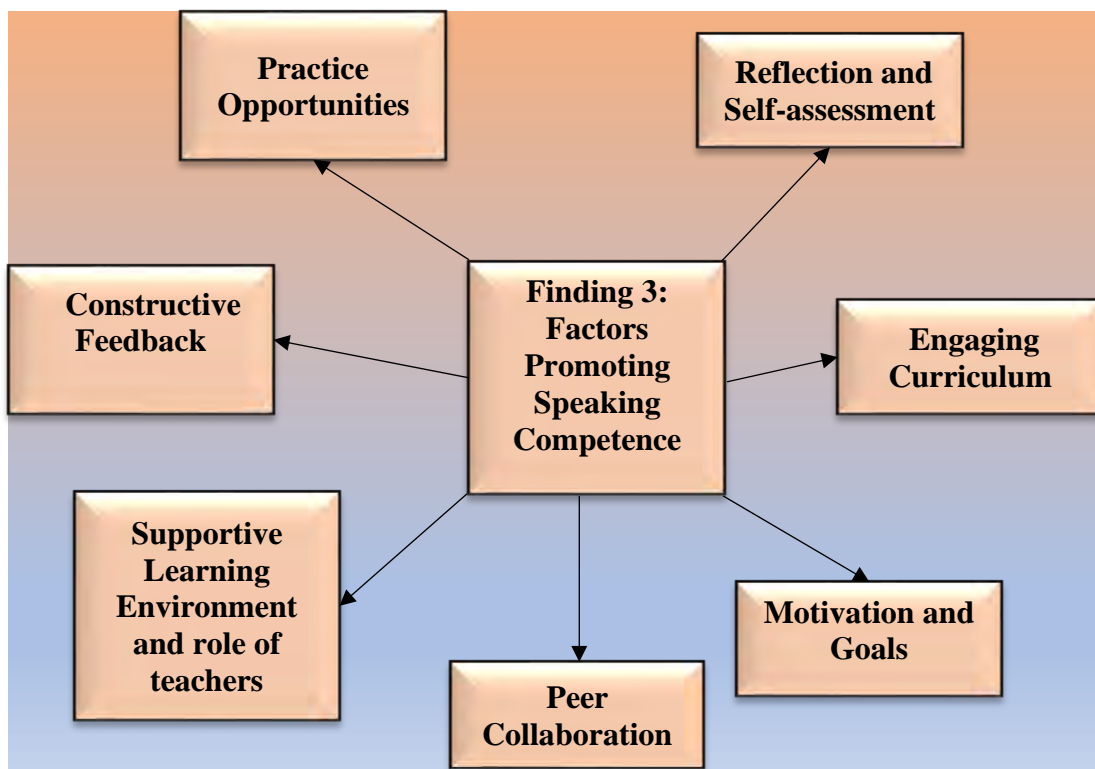 Practice
Opportunities
Reflection and
Self-assessment
Constructive
Feedback
Finding 3:
Factors
Promoting
Speaking
Competence
Engaging
Curriculum
Supportive
Learning
Environment
and role of
teachers
Peer
Collaboration
Motivation and
Goals